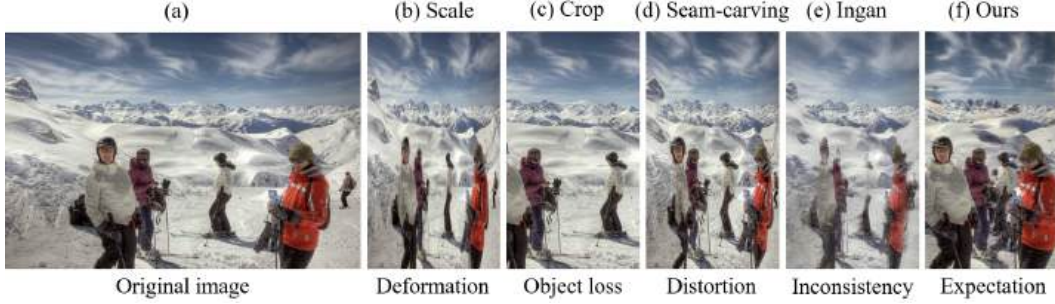 (a) (b) Scale (c) Crop (d) Seam-carving (e) Ingan (f) Ours
Original image Deformation Object loss Distortion Inconsistency Expectation